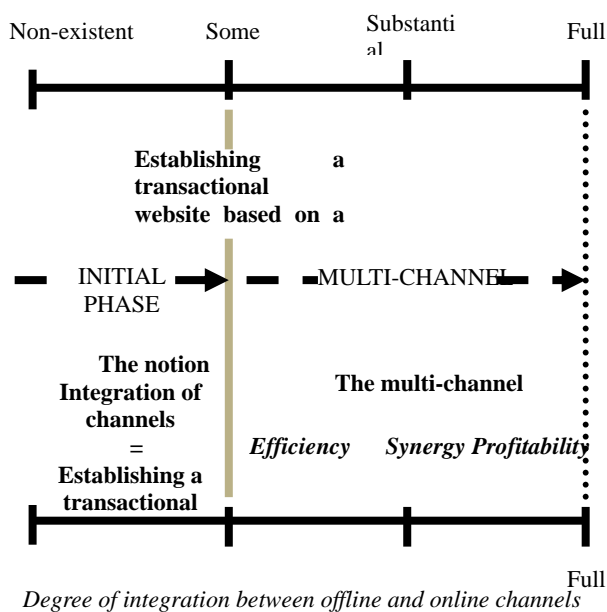 Non-existent Some Substanti Full
al
Establishing a
transactional
website based on a
INITIAL MULTI-CHANNEL
PHASE
The notion
Integration of
channels
=
Establishing a
transactional
The multi-channel
Efficiency Synergy Profitability
Full
Degree of integration between offline and online channels